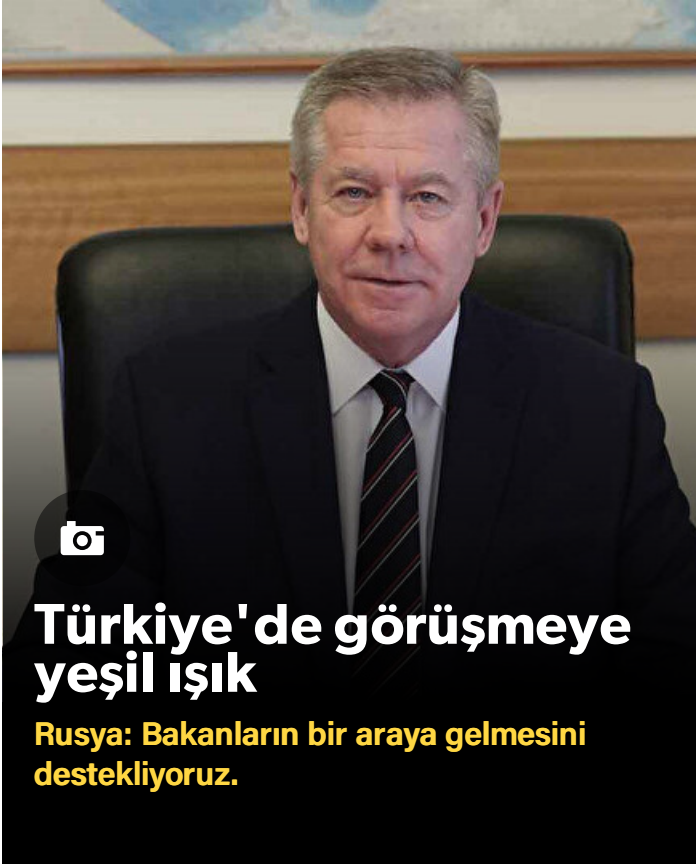 Türkiye'de görüşmeye
yeşil ışık
Rusya: Bakanların bir araya gelmesini
destekliyoruz.